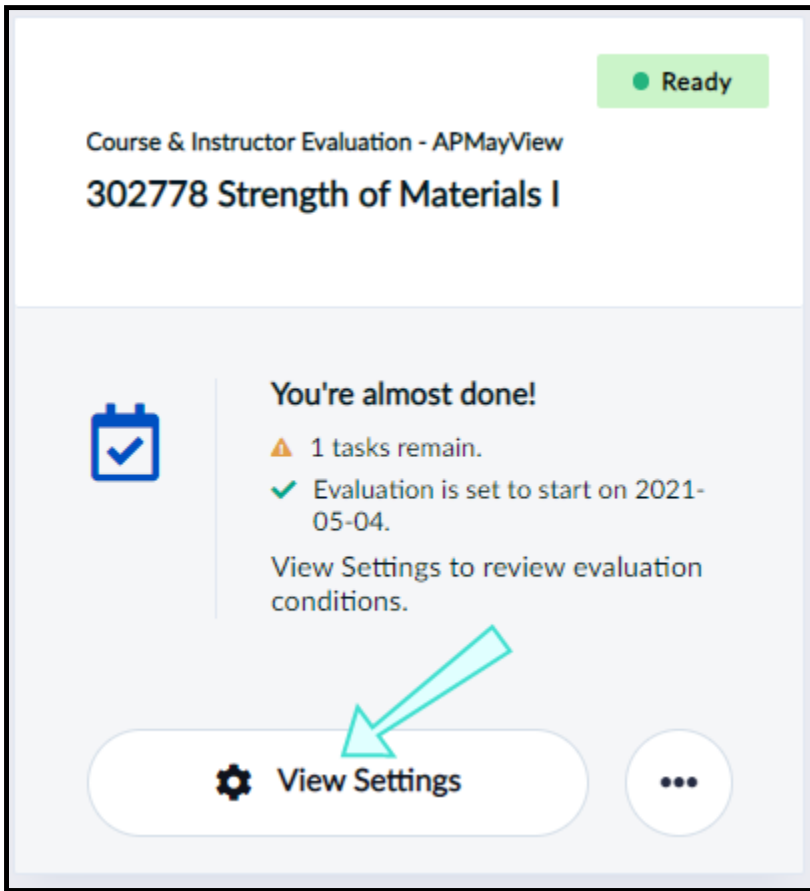 Ready
Course & Instructor Evaluation - APMayView
302778 Strength of Materials I
You're almost done!
1 tasks remain.
Evaluation is set to start on 2021-
05-04.
View Settings to review evaluation
conditions.
View Settings